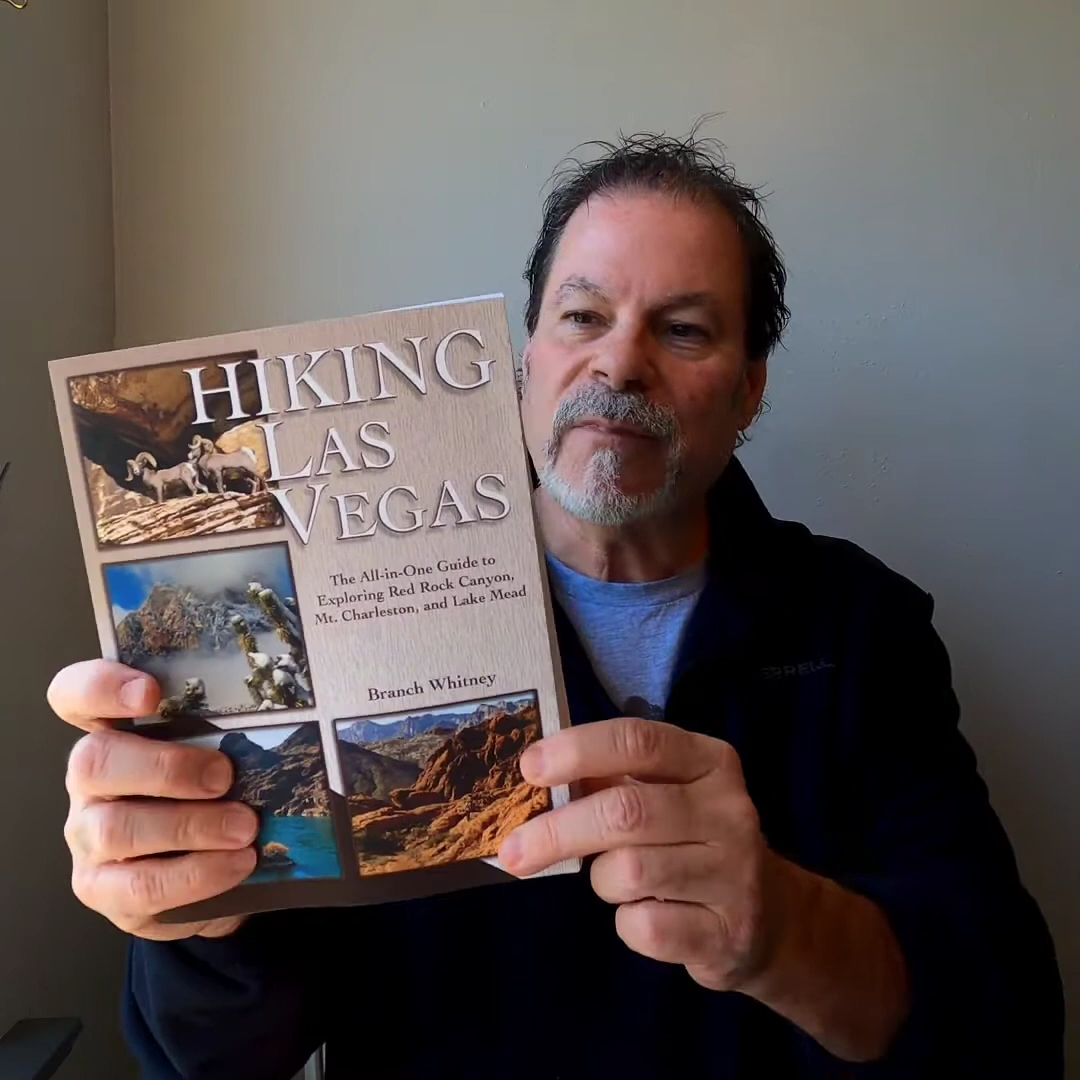 HIKING
LAS
VEGAS
The All-in-One Guide to
Exploring Red Rock Canyon,
Mt. Charleston, and Lake Mead
Branch Whitney